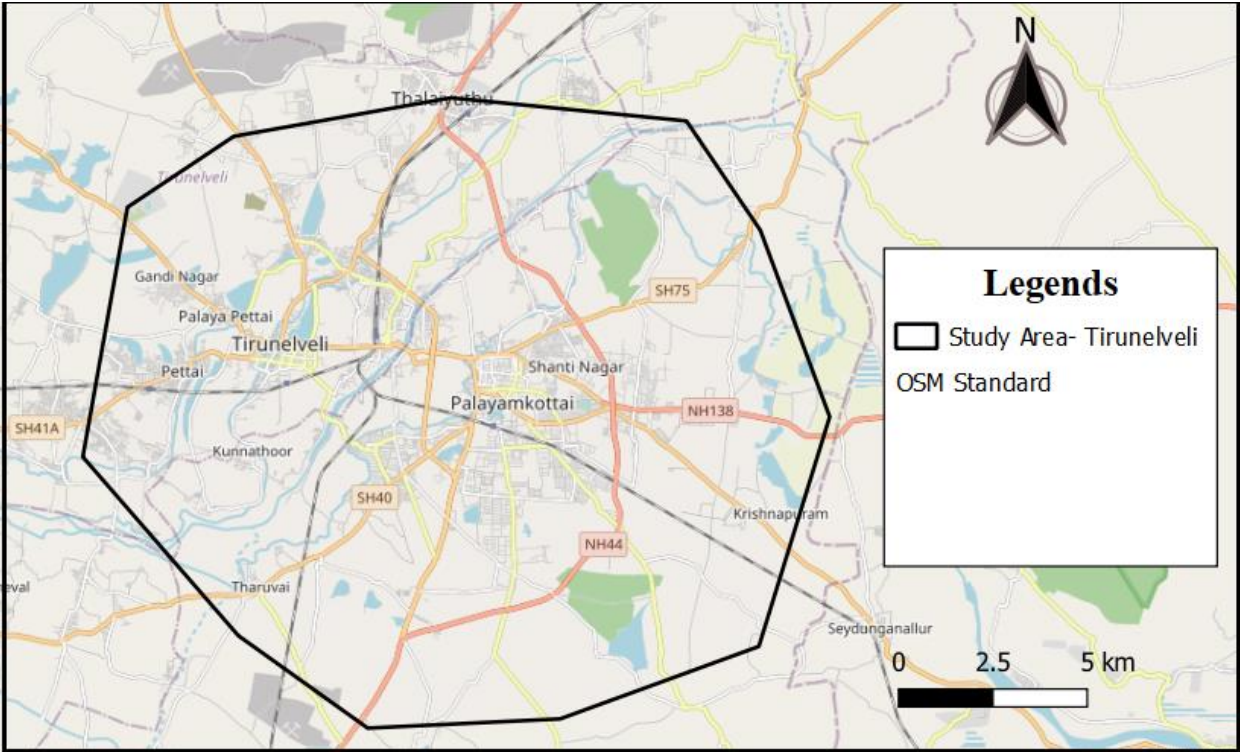 N
Thalaiyuthu
Tirunelveli
Gandi Nagar
SH75
Legends
Palaya Pettai
Study Area- Tirunelveli
Tirunelveli
Pettai
Shanti Nagar
OSM Standard
Palayamkottai
NH138
SH41A
Kunnathoor
SH40
Krishnapuram
NH44
eval
Tharuvai
Seydunganallur
0 2.5 5 km